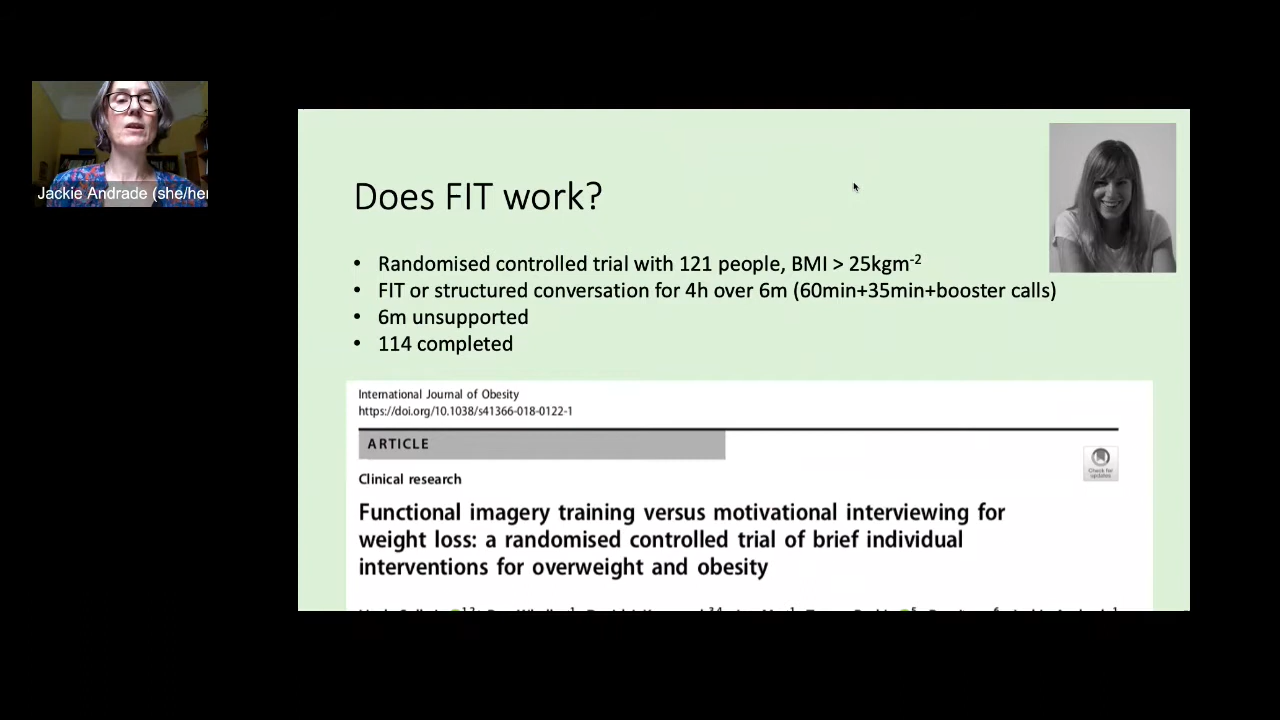 Jackie Andrade (she/her
Does FIT work?
• Randomised controlled trial with 121 people, BMI > 25kgm⁻²
• FIT or structured conversation for 4h over 6m (60min+35min+booster calls)
• 6m unsupported
• 114 completed
International Journal of Obesity
https://doi.org/10.1038/s41366-018-0122-1
ARTICLE
Check for
updates
Clinical research
Functional imagery training versus motivational interviewing for
weight loss: a randomised controlled trial of brief individual
interventions for overweight and obesity